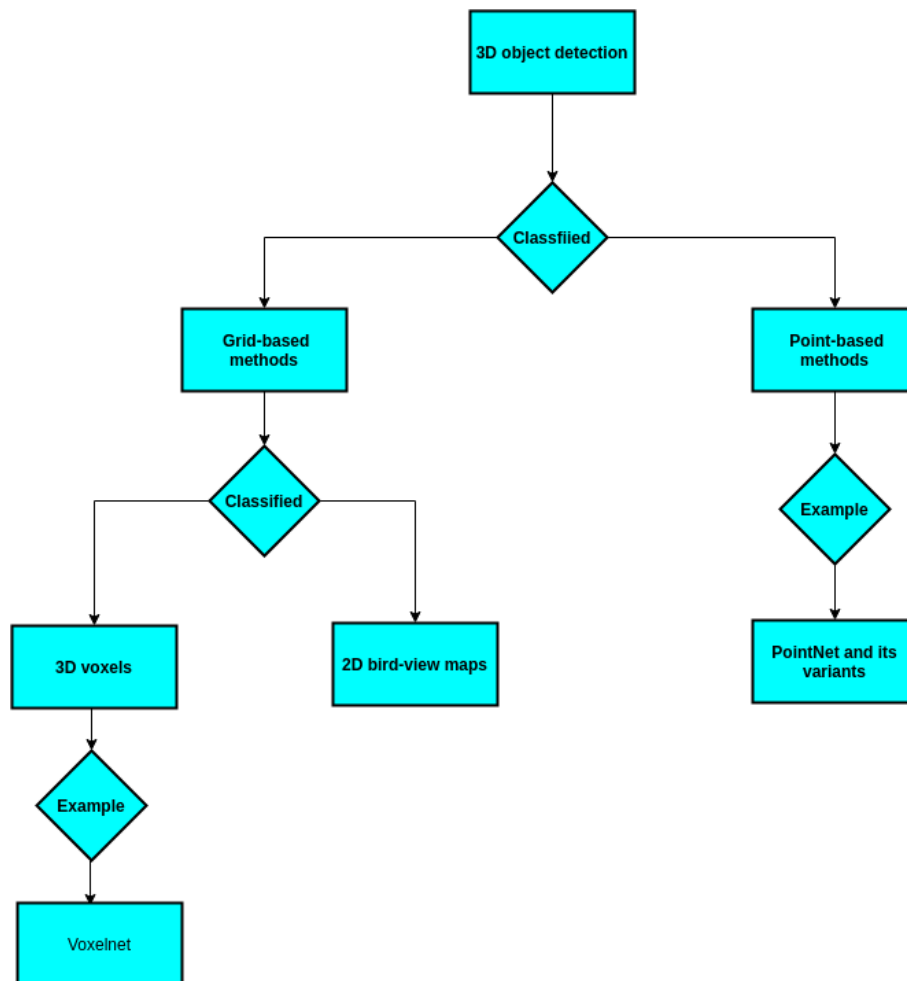 3D object detection
Classfiied
Grid-based
methods
Point-based
methods
Classified
Example
3D voxels
2D bird-view maps
PointNet and its
variants
Example
Voxelnet